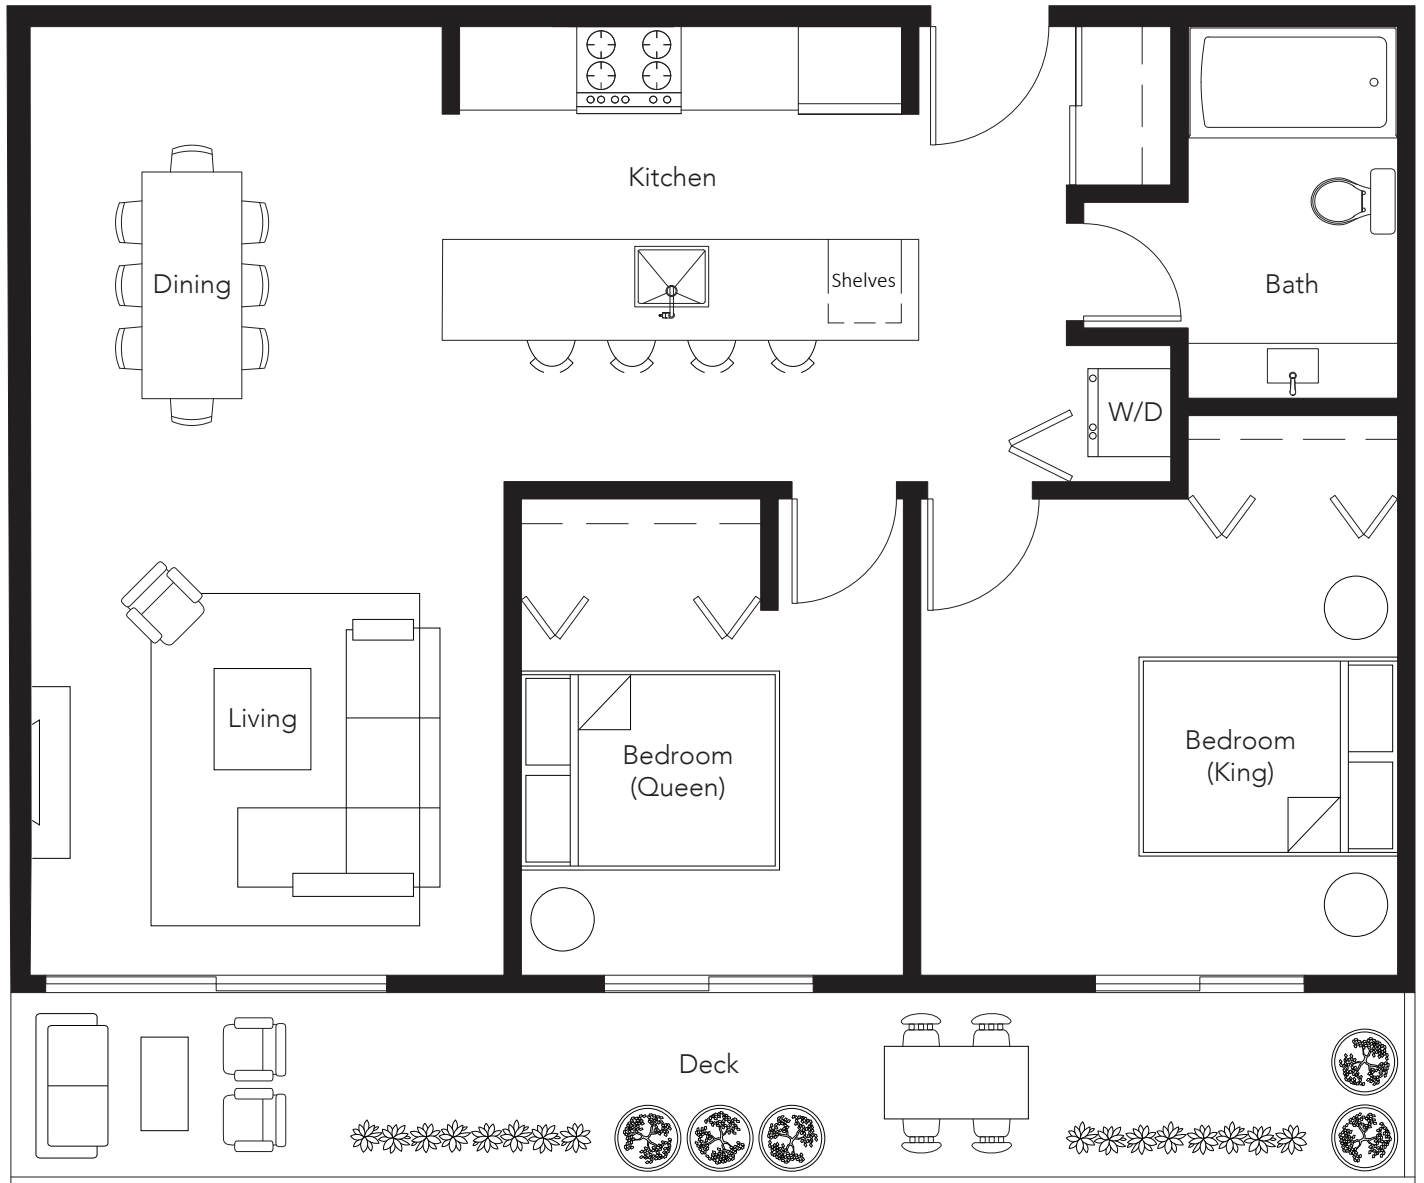 Kitchen
Dining
Shelves
Bath
W/D
Living
Bedroom
(Queen)
Bedroom
(King)
Deck